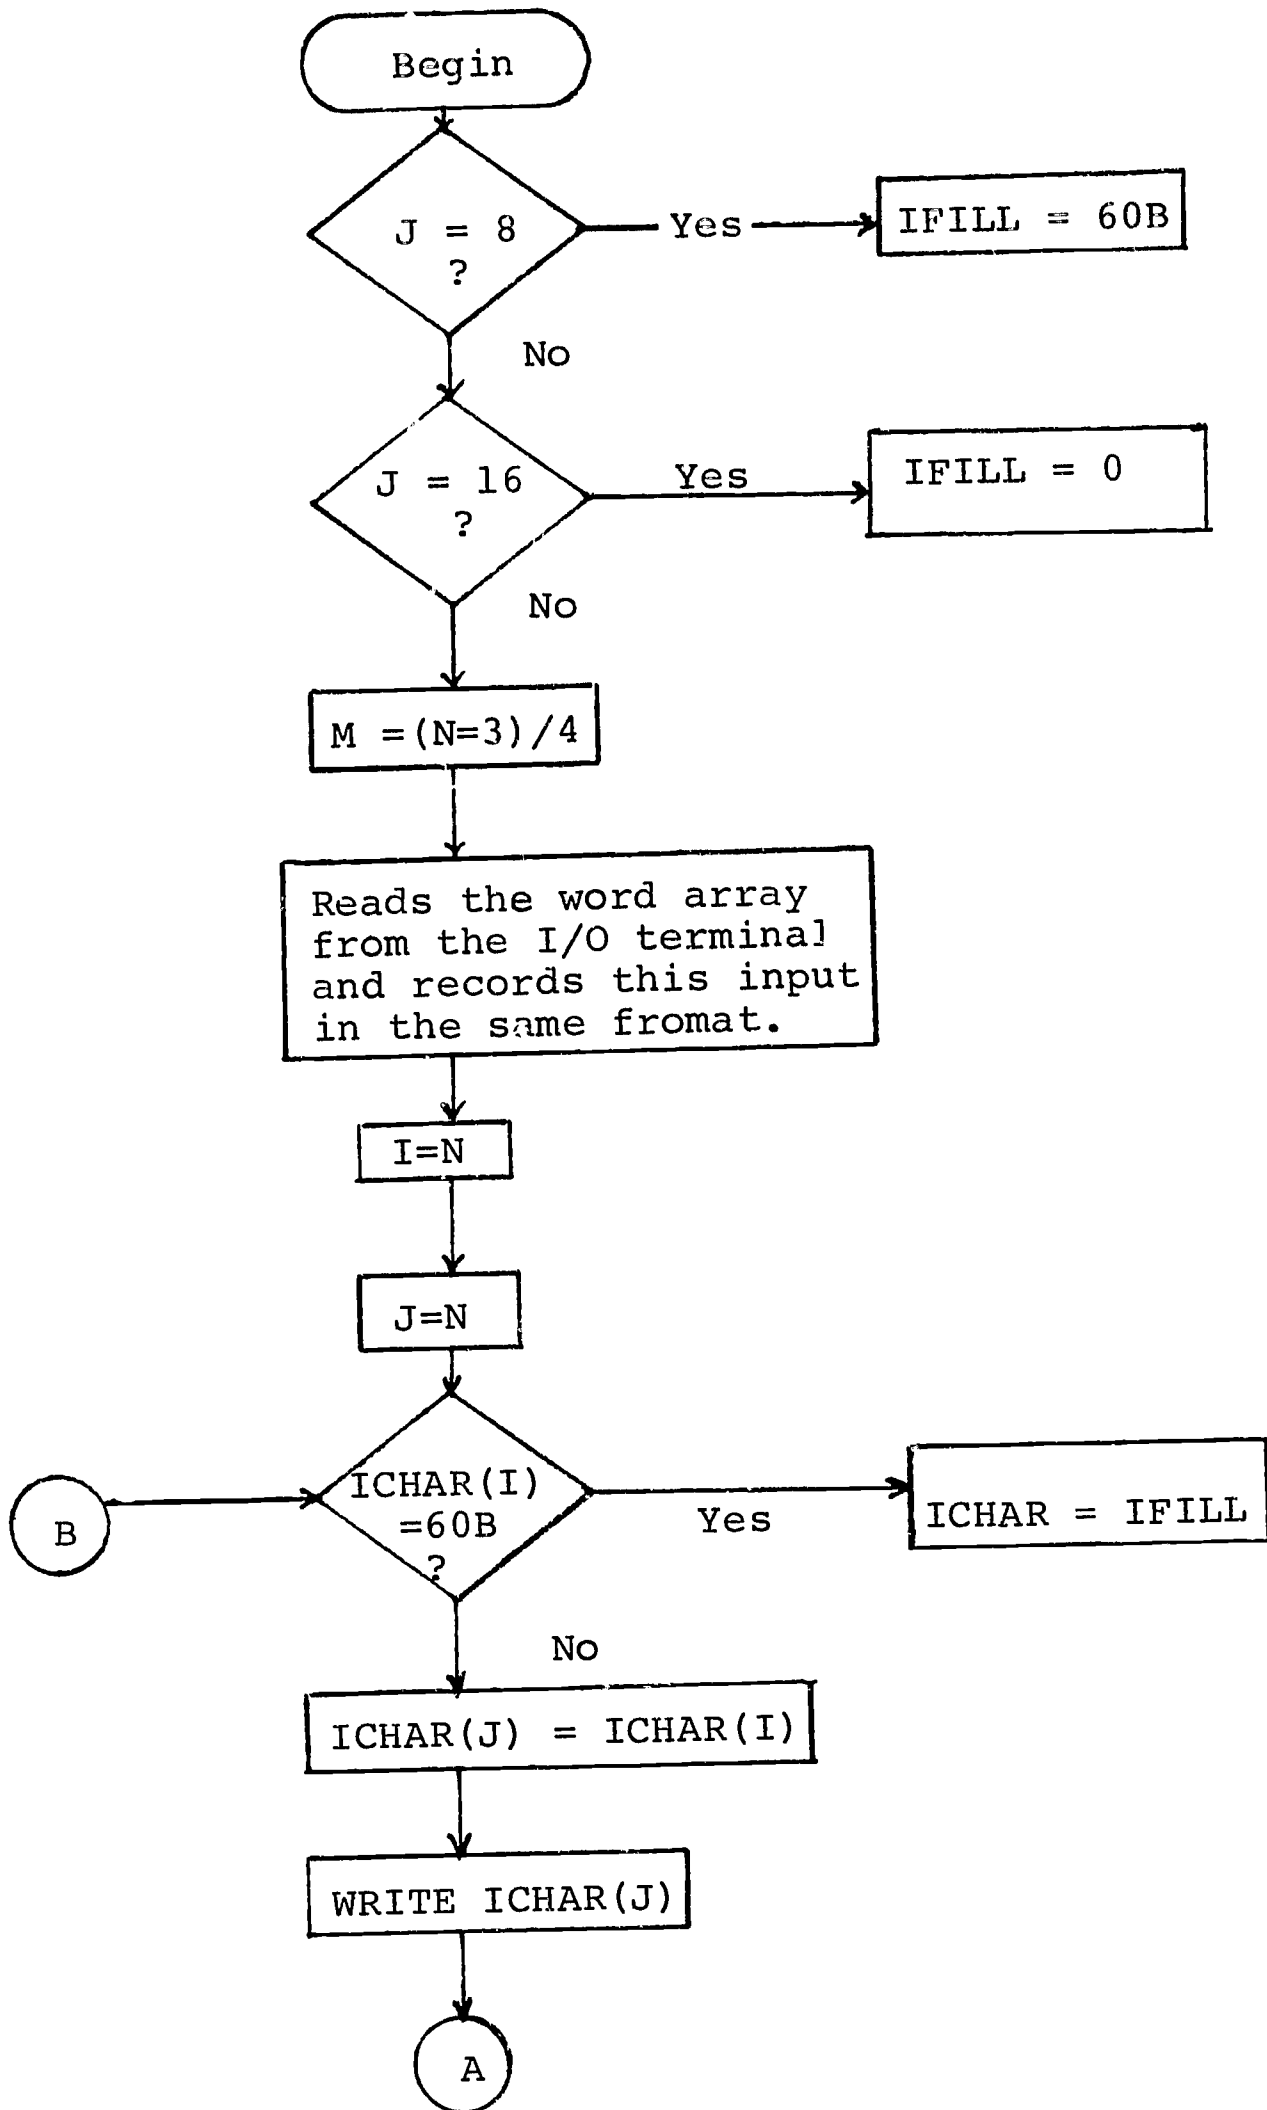 Begin
J = 8
?
Yes
IFILL = 60B
No
J = 16
?
Yes
IFILL = 0
No
M =(N=3)/4
Reads the word array
from the I/O terminal
and records this input
in the same fromat.
I=N
J=N
B
ICHAR(I)
=60B
?
Yes
ICHAR = IFILL
No
ICHAR(J) = ICHAR(I)
WRITE ICHAR(J)
A